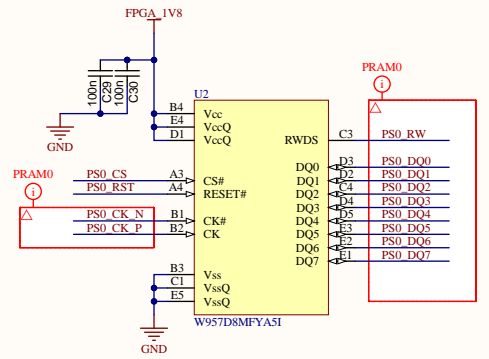 FPGA_1V8
100n
C29
100n
C30
GND
U2
B4 Vcc
E4 VccQ
D1 VccQ
RWDS C3 PS0_RW
PRAM0
i
DQ0 D3 PS0_DQ0
DQ1 D2 PS0_DQ1
DQ2 C4 PS0_DQ2
DQ3 D4 PS0_DQ3
DQ4 D5 PS0_DQ4
DQ5 E3 PS0_DQ5
DQ6 E2 PS0_DQ6
DQ7 E1 PS0_DQ7
PS0_CS A3 CS#
PS0_RST A4 RESET#
PRAM0
i
PS0_CK_N B1 CK#
PS0_CK_P B2 CK
B3 Vss
C1 VssQ
E5 VssQ
W957D8MFYA5I
GND